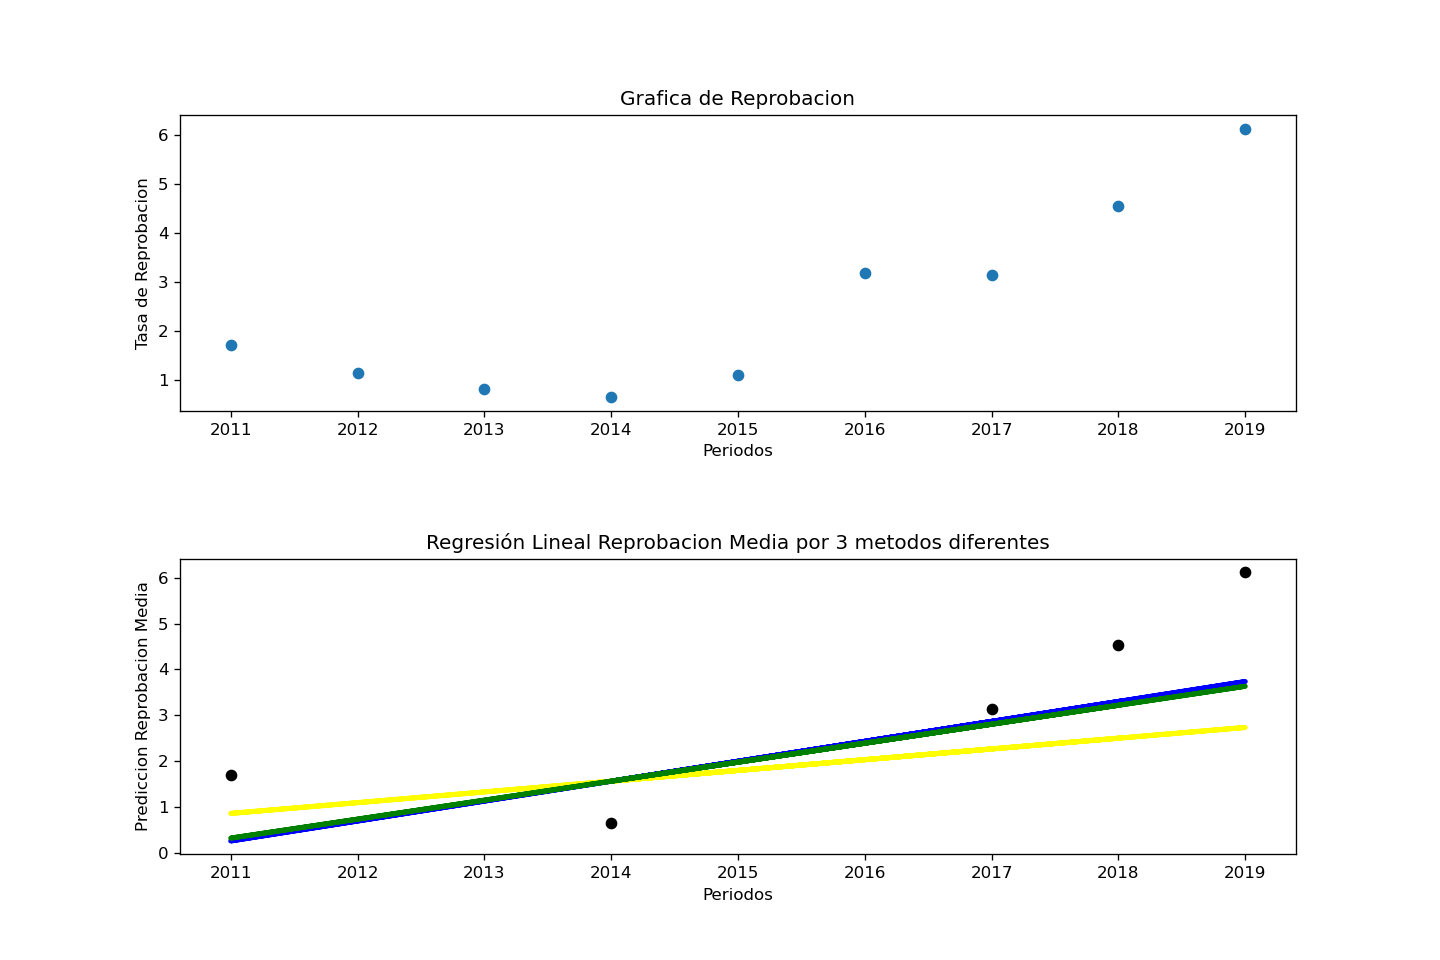 Grafica de Reprobacion
Tasa de Reprobacion
6
5
4
3
2
1
2011 2012 2013 2014 2015 2016 2017 2018 2019
Periodos
Regresión Lineal Reprobacion Media por 3 metodos diferentes
Prediccion Reprobacion Media
6
5
4
3
2
1
0
2011 2012 2013 2014 2015 2016 2017 2018 2019
Periodos